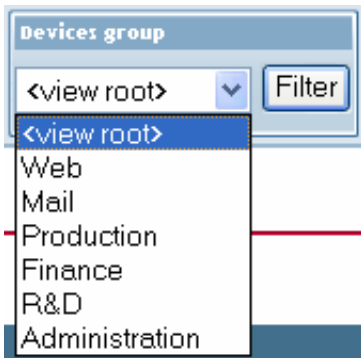 Devices group
<view root>
Filter
<view root>
Web
Mail
Production
Finance
R&D
Administration